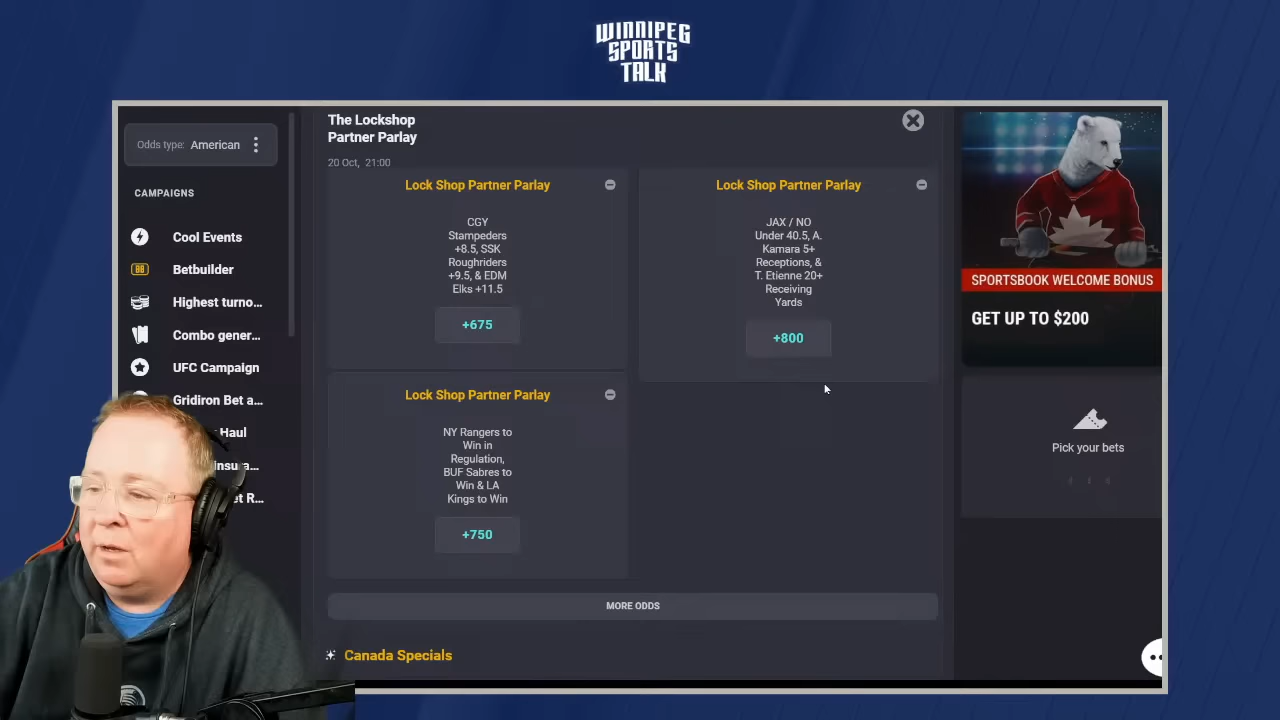 WINNIPEG
SPORTS
TALK
Odds type: American
CAMPAIGNS
Cool Events
Betbuilder
Highest turno...
Combo gener...
UFC Campaign
Gridiron Bet a...
Haul
Insura...
et R...
The Lockshop
Partner Parlay
20 Oct, 21:00
Lock Shop Partner Parlay
CGY
Stampeders
+8.5, SSK
Roughriders
+9.5, & EDM
Elks +11.5
+675
Lock Shop Partner Parlay
JAX / NO
Under 40.5, A.
Kamara 5+
Receptions, &
T. Etienne 20+
Receiving
Yards
+800
Lock Shop Partner Parlay
NY Rangers to
Win in
Regulation,
BUF Sabres to
Win & LA
Kings to Win
+750
MORE ODDS
Canada Specials
SPORTSBOOK WELCOME BONUS
GET UP TO $200
Pick your bets